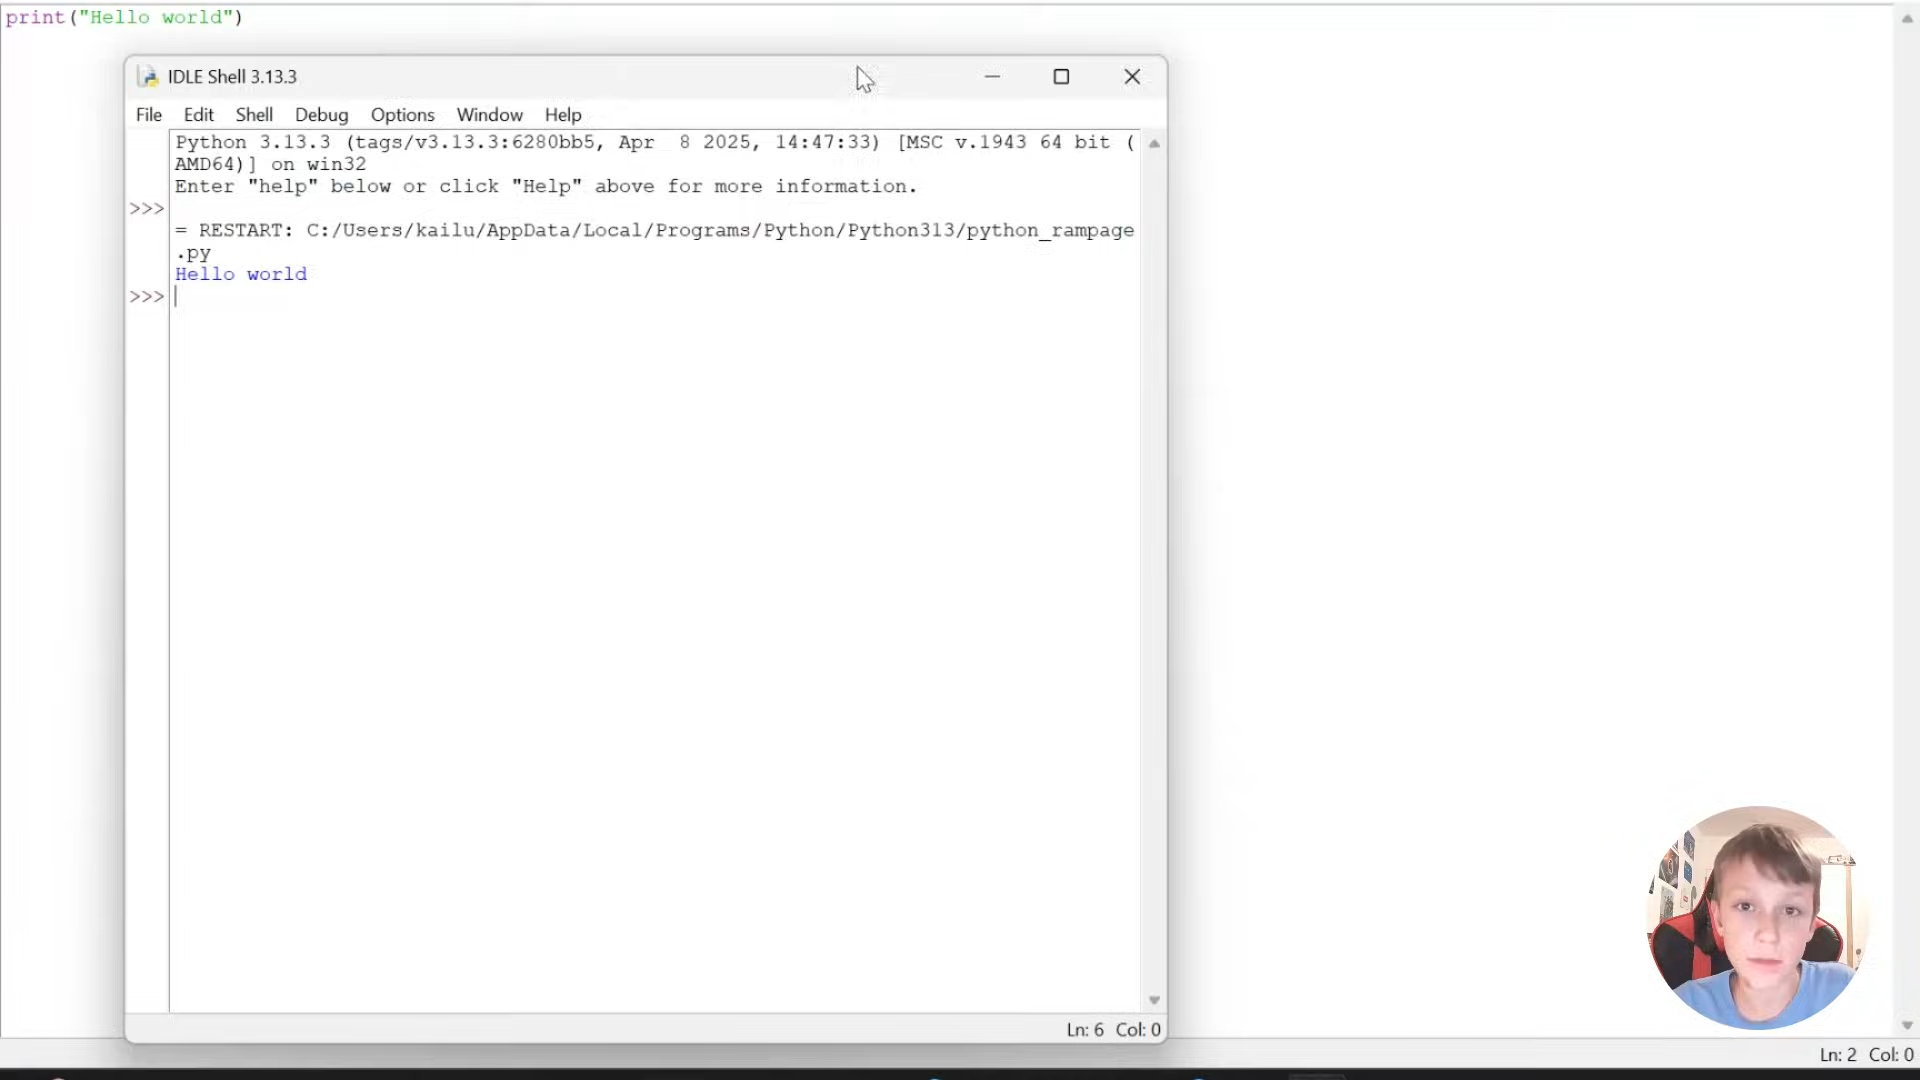 print("Hello world")
IDLE Shell 3.13.3
File Edit Shell Debug Options Window Help
Python 3.13.3 (tags/v3.13.3:6280bb5, Apr  8 2025, 14:47:33) [MSC v.1943 64 bit (
AMD64)] on win32
Enter "help" below or click "Help" above for more information.
>>>
= RESTART: C:/Users/kailu/AppData/Local/Programs/Python/Python313/python_rampage
.py
Hello world
>>>
Ln: 6 Col: 0
Ln: 2 Col: 0